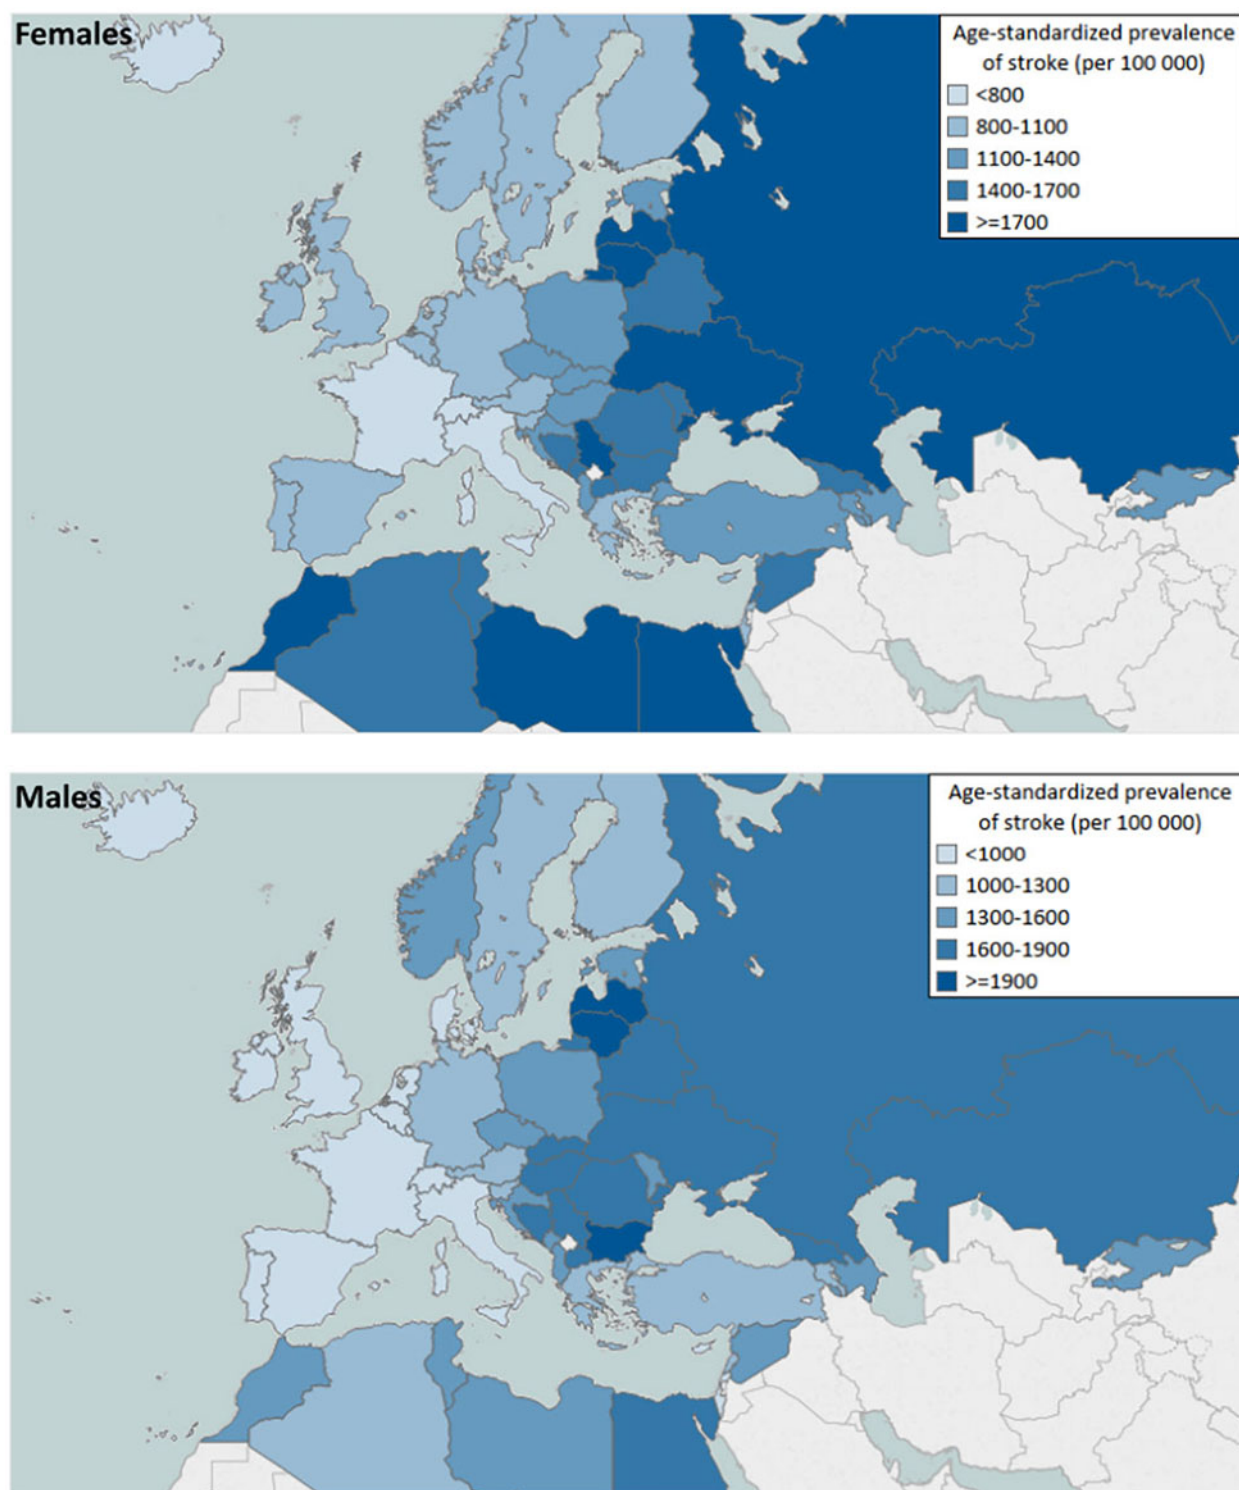 Females
Age-standardized prevalence
of stroke (per 100 000)
<800
800-1100
1100-1400
1400-1700
>=1700
Males
Age-standardized prevalence
of stroke (per 100 000)
<1000
1000-1300
1300-1600
1600-1900
>=1900